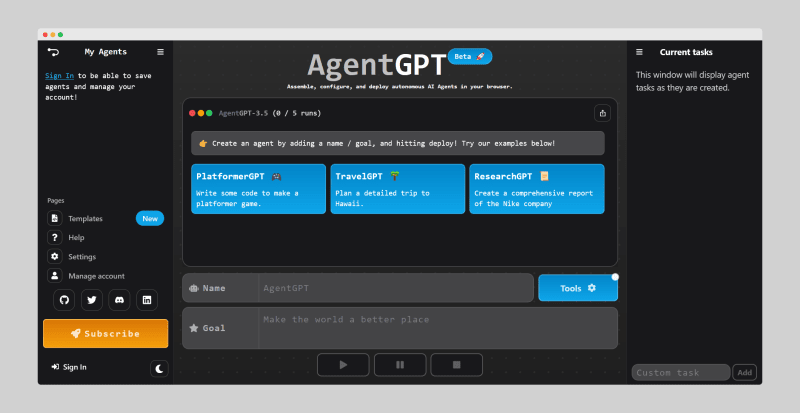 My Agents
Sign In to be able to save
agents and manage your
account!
Pages
Templates New
Help
Settings
Manage account
Subscribe
Sign In
AgentGPT Beta
Assemble, configure, and deploy autonomous AI Agents in your browser.
AgentGPT-3.5 (0 / 5 runs)
Create an agent by adding a name / goal, and hitting deploy! Try our examples below!
PlatformerGPT
Write some code to make a
platformer game.
TravelGPT
Plan a detailed trip to
Hawaii.
ResearchGPT
Create a comprehensive report
of the Nike company
Name AgentGPT
Tools
Goal Make the world a better place
Current tasks
This window will display agent
tasks as they are created.
Custom task Add